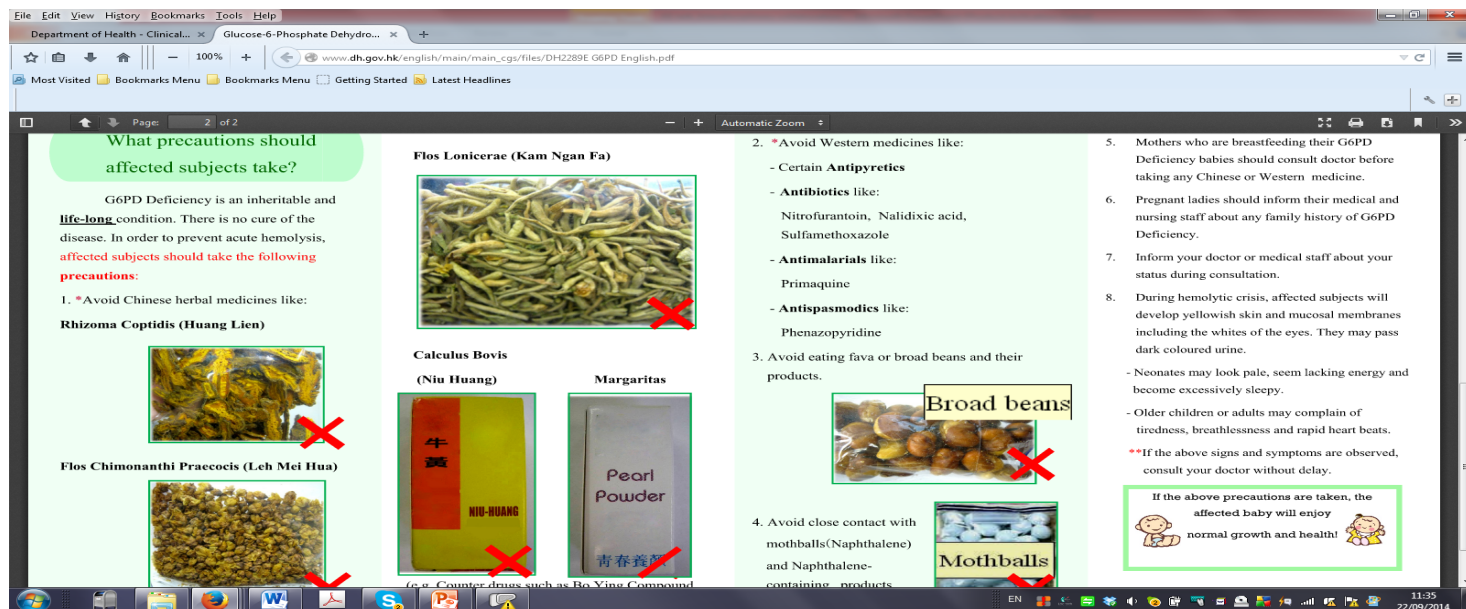 File Edit View History Bookmarks Tools Help
Department of Health - Clinical... × Glucose-6-Phosphate Dehydro... × +
100%
www.dh.gov.hk/english/main/main_cgs/files/DH2289E G6PD English.pdf
Most Visited Bookmarks Menu Bookmarks Menu Getting Started Latest Headlines
Page: 2 of 2
Automatic Zoom
What precautions should
affected subjects take?
G6PD Deficiency is an inheritable and
life-long condition. There is no cure of the
disease. In order to prevent acute hemolysis,
affected subjects should take the following
precautions:
1. *Avoid Chinese herbal medicines like:
Rhizoma Coptidis (Huang Lien)
Flos Chimonanthi Praecocis (Leh Mei Hua)
Flos Lonicerae (Kam Ngan Fa)
Calculus Bovis
(Niu Huang)
Margaritas
牛
黃
NIU-HUANG
Pearl
Powder
青春養顏
(e.g. Counter drugs such as Bo Ying Compound
2. *Avoid Western medicines like:
- Certain Antipyretics
- Antibiotics like:
Nitrofurantoin, Nalidixic acid,
Sulfamethoxazole
- Antimalarials like:
Primaquine
- Antispasmodics like:
Phenazopyridine
3. Avoid eating fava or broad beans and their
products.
Broad beans
4. Avoid close contact with
mothballs(Naphthalene)
and Naphthalene-
containing products
Mothballs
5. Mothers who are breastfeeding their G6PD
Deficiency babies should consult doctor before
taking any Chinese or Western medicine.
6. Pregnant ladies should inform their medical and
nursing staff about any family history of G6PD
Deficiency.
7. Inform your doctor or medical staff about your
status during consultation.
8. During hemolytic crisis, affected subjects will
develop yellowish skin and mucosal membranes
including the whites of the eyes. They may pass
dark coloured urine.
- Neonates may look pale, seem lacking energy and
become excessively sleepy.
- Older children or adults may complain of
tiredness, breathlessness and rapid heart beats.
**If the above signs and symptoms are observed,
consult your doctor without delay.
If the above precautions are taken, the
affected baby will enjoy
normal growth and health!
EN
11:35
22/09/2014